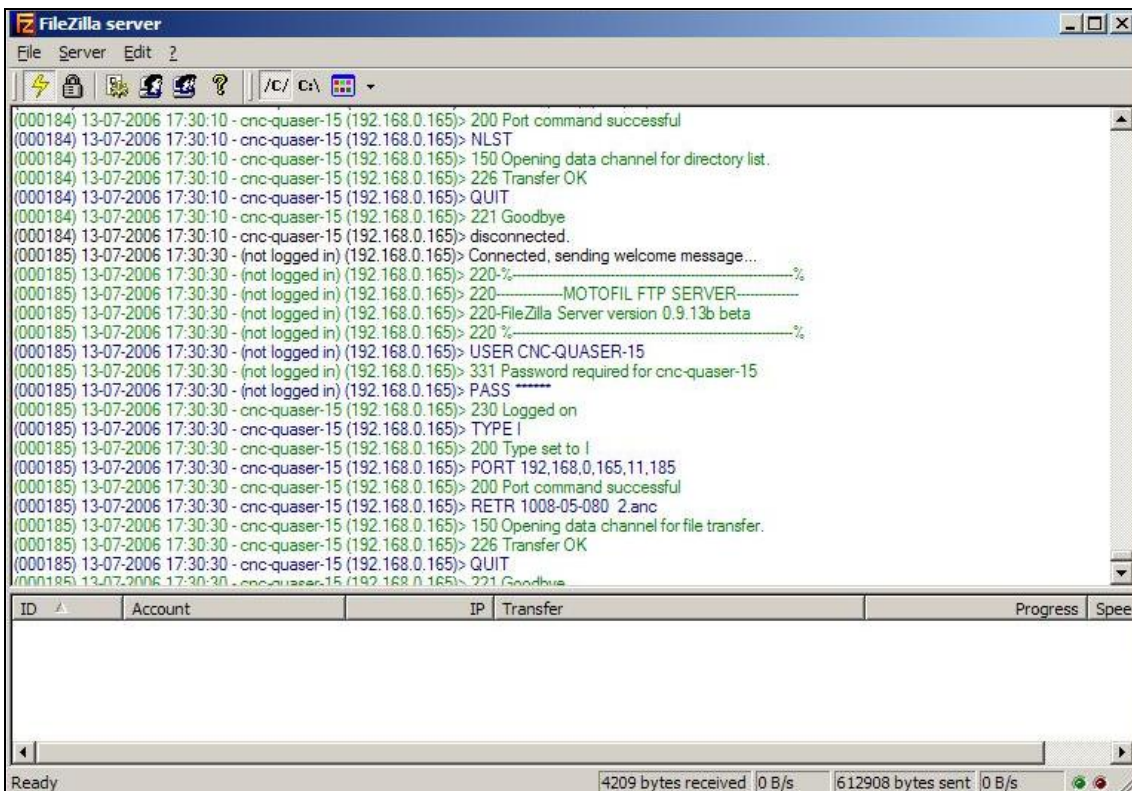 FileZilla server
File Server Edit ?
/C/ C:\
(000184) 13-07-2006 17:30:10 - cnc-quaser-15 (192.168.0.165)> 200 Port command successful
(000184) 13-07-2006 17:30:10 - cnc-quaser-15 (192.168.0.165)> NLST
(000184) 13-07-2006 17:30:10 - cnc-quaser-15 (192.168.0.165)> 150 Opening data channel for directory list.
(000184) 13-07-2006 17:30:10 - cnc-quaser-15 (192.168.0.165)> 226 Transfer OK
(000184) 13-07-2006 17:30:10 - cnc-quaser-15 (192.168.0.165)> QUIT
(000184) 13-07-2006 17:30:10 - cnc-quaser-15 (192.168.0.165)> 221 Goodbye
(000184) 13-07-2006 17:30:10 - cnc-quaser-15 (192.168.0.165)> disconnected.
(000185) 13-07-2006 17:30:30 - (not logged in) (192.168.0.165)> Connected, sending welcome message...
(000185) 13-07-2006 17:30:30 - (not logged in) (192.168.0.165)> 220-%-----------------------------------------------------------%
(000185) 13-07-2006 17:30:30 - (not logged in) (192.168.0.165)> 220--------------MOTOFIL FTP SERVER-------------
(000185) 13-07-2006 17:30:30 - (not logged in) (192.168.0.165)> 220-FileZilla Server version 0.9.13b beta
(000185) 13-07-2006 17:30:30 - (not logged in) (192.168.0.165)> 220 %-----------------------------------------------------------%
(000185) 13-07-2006 17:30:30 - (not logged in) (192.168.0.165)> USER CNC-QUASER-15
(000185) 13-07-2006 17:30:30 - (not logged in) (192.168.0.165)> 331 Password required for cnc-quaser-15
(000185) 13-07-2006 17:30:30 - (not logged in) (192.168.0.165)> PASS ******
(000185) 13-07-2006 17:30:30 - cnc-quaser-15 (192.168.0.165)> 230 Logged on
(000185) 13-07-2006 17:30:30 - cnc-quaser-15 (192.168.0.165)> TYPE I
(000185) 13-07-2006 17:30:30 - cnc-quaser-15 (192.168.0.165)> 200 Type set to I
(000185) 13-07-2006 17:30:30 - cnc-quaser-15 (192.168.0.165)> PORT 192,168,0,165,11,185
(000185) 13-07-2006 17:30:30 - cnc-quaser-15 (192.168.0.165)> 200 Port command successful
(000185) 13-07-2006 17:30:30 - cnc-quaser-15 (192.168.0.165)> RETR 1008-05-080  2.anc
(000185) 13-07-2006 17:30:30 - cnc-quaser-15 (192.168.0.165)> 150 Opening data channel for file transfer.
(000185) 13-07-2006 17:30:30 - cnc-quaser-15 (192.168.0.165)> 226 Transfer OK
(000185) 13-07-2006 17:30:30 - cnc-quaser-15 (192.168.0.165)> QUIT
(000185) 13-07-2006 17:30:30 - cnc-quaser-15 (192.168.0.165)> 221 Goodbye
ID Account IP Transfer Progress Spee
Ready 4209 bytes received 0 B/s 612908 bytes sent 0 B/s